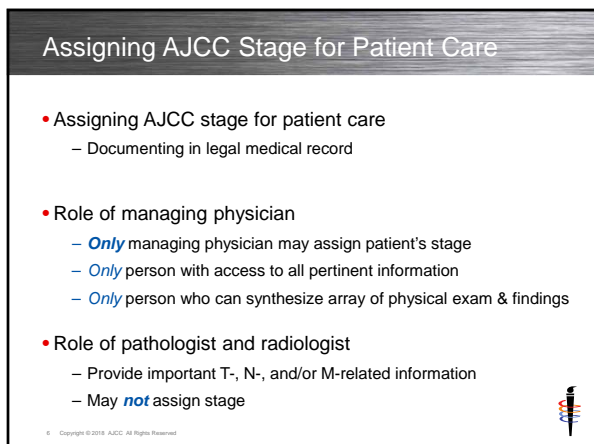 Assigning AJCC Stage for Patient Care
• Assigning AJCC stage for patient care
– Documenting in legal medical record
• Role of managing physician
– Only managing physician may assign patient's stage
– Only person with access to all pertinent information
– Only person who can synthesize array of physical exam & findings
• Role of pathologist and radiologist
– Provide important T-, N-, and/or M-related information
– May not assign stage
6 Copyright © 2018 AJCC All Rights Reserved